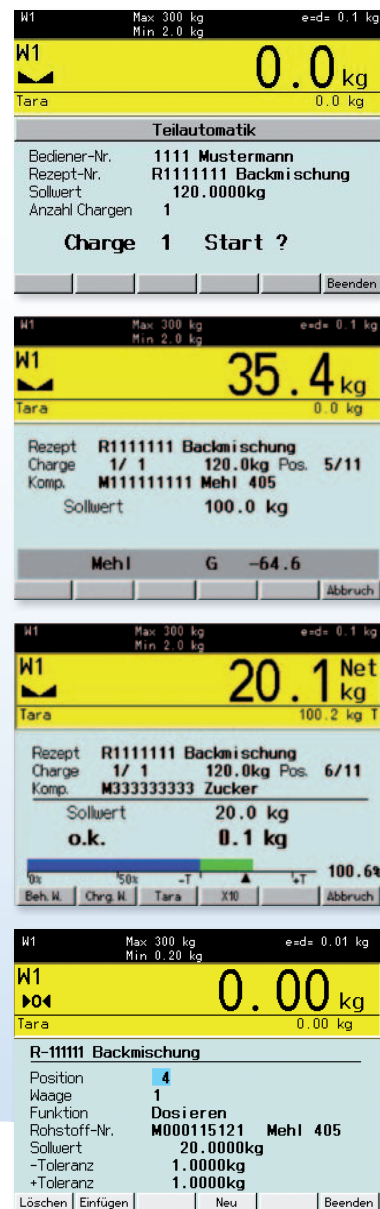 W1 Max 300 kg e=d= 0.1 kg
Min 2.0 kg
W1
0.0 kg
Tara 0.0 kg
Teilautomatik
Bediener-Nr. 1111 Mustermann
Rezept-Nr. R1111111 Backmischung
Sollwert 120.0000kg
Anzahl Chargen 1
Charge 1 Start ?
Beenden
W1 Max 300 kg e=d= 0.1 kg
Min 2.0 kg
W1
35.4 kg
Tara 0.0 kg
Rezept R1111111 Backmischung
Charge 1/ 1 120.0kg Pos. 5/11
Komp. M111111111 Mehl 405
Sollwert 100.0 kg
Mehl G -64.6
Abbruch
W1 Max 300 kg e=d= 0.1 kg
Min 2.0 kg
W1
20.1 Net kg
Tara 100.2 kg T
Rezept R1111111 Backmischung
Charge 1/ 1 120.0kg Pos. 6/11
Komp. M333333333 Zucker
Sollwert 20.0 kg
o.k. 0.1 kg
0% 50% -T +T 100.6%
Beh.W. Chrg.W. Tara X10 Abbruch
W1 Max 300 kg e=d= 0.01 kg
Min 0.20 kg
W1
0.00 kg
Tara 0.00 kg
R-111111 Backmischung
Position 4
Waage 1
Funktion Dosieren
Rohstoff-Nr. M000115121 Mehl 405
Sollwert 20.0000kg
-Toleranz 1.0000kg
+Toleranz 1.0000kg
Löschen Einfügen Neu Beenden